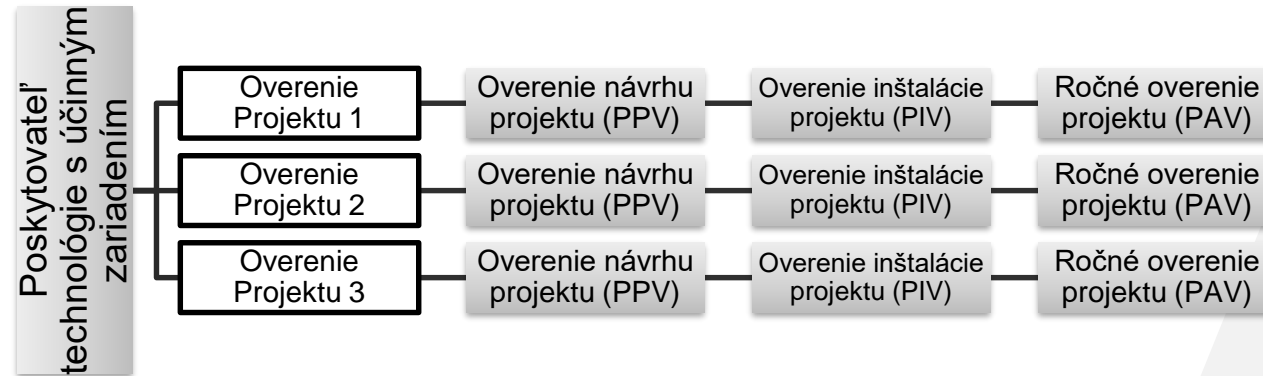 Poskytovateľ
technológie s účinným
zariadením
Overenie
Projektu 1
Overenie návrhu
projektu (PPV)
Overenie inštalácie
projektu (PIV)
Ročné overenie
projektu (PAV)
Overenie
Projektu 2
Overenie návrhu
projektu (PPV)
Overenie inštalácie
projektu (PIV)
Ročné overenie
projektu (PAV)
Overenie
Projektu 3
Overenie návrhu
projektu (PPV)
Overenie inštalácie
projektu (PIV)
Ročné overenie
projektu (PAV)